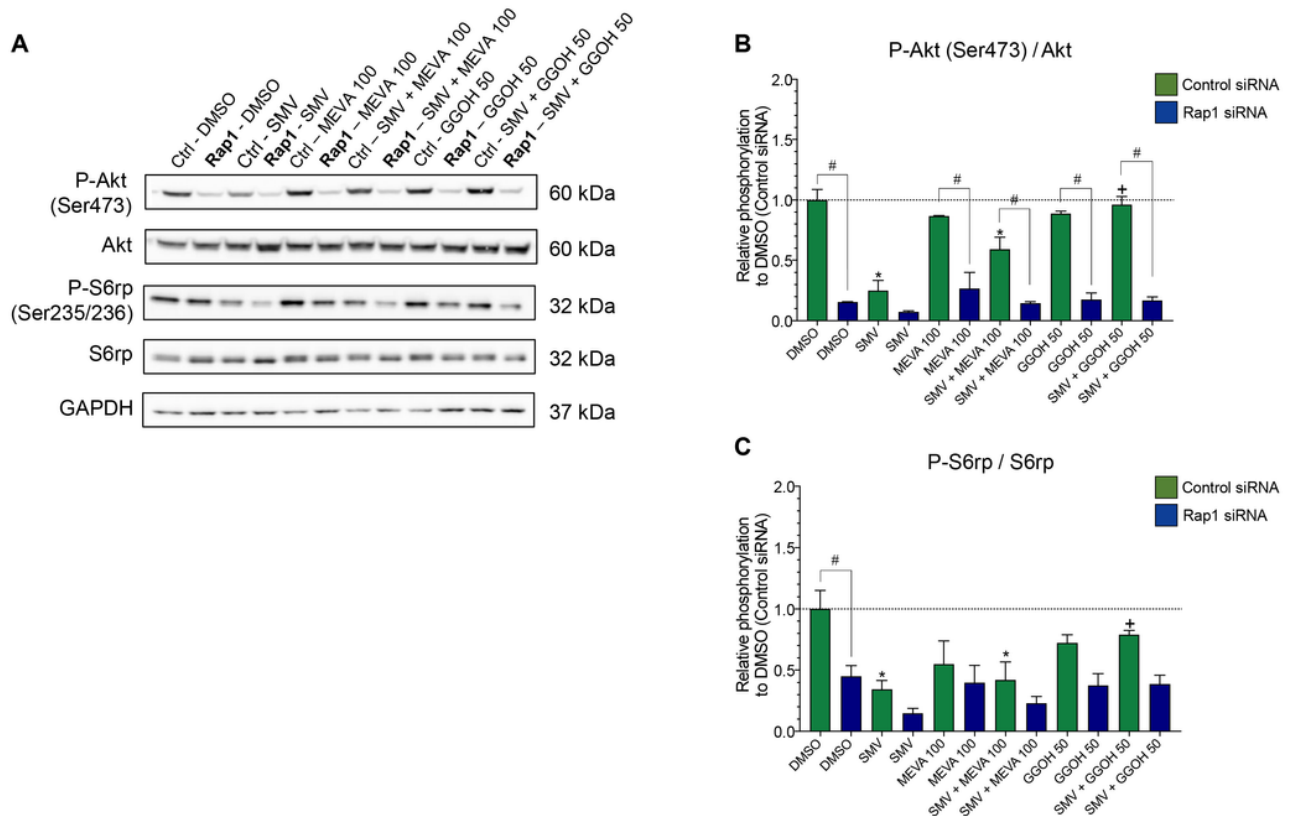 A
Ctrl - DMSO
Rap1 - DMSO
Ctrl - SMV
Rap1 - SMV
Ctrl – MEVA 100
Rap1 – MEVA 100
Ctrl – SMV + MEVA 100
Rap1 – SMV + MEVA 100
Ctrl - GGOH 50
Rap1 – GGOH 50
Ctrl - SMV + GGOH 50
Rap1 – SMV + GGOH 50
P-Akt
(Ser473)
60 kDa
Akt
60 kDa
P-S6rp
(Ser235/236)
32 kDa
S6rp
32 kDa
GAPDH
37 kDa
B
P-Akt (Ser473) / Akt
Control siRNA
Rap1 siRNA
Relative phosphorylation
to DMSO (Control siRNA)
2.0
1.5
1.0
0.5
0.0
#
*
#
*
#
#
+
#
DMSO
DMSO
SMV
SMV
MEVA 100
MEVA 100
SMV + MEVA 100
SMV + MEVA 100
GGOH 50
GGOH 50
SMV + GGOH 50
SMV + GGOH 50
C
P-S6rp / S6rp
Control siRNA
Rap1 siRNA
Relative phosphorylation
to DMSO (Control siRNA)
2.0
1.5
1.0
0.5
0.0
#
*
*
+
DMSO
DMSO
SMV
SMV
MEVA 100
MEVA 100
SMV + MEVA 100
SMV + MEVA 100
GGOH 50
GGOH 50
SMV + GGOH 50
SMV + GGOH 50